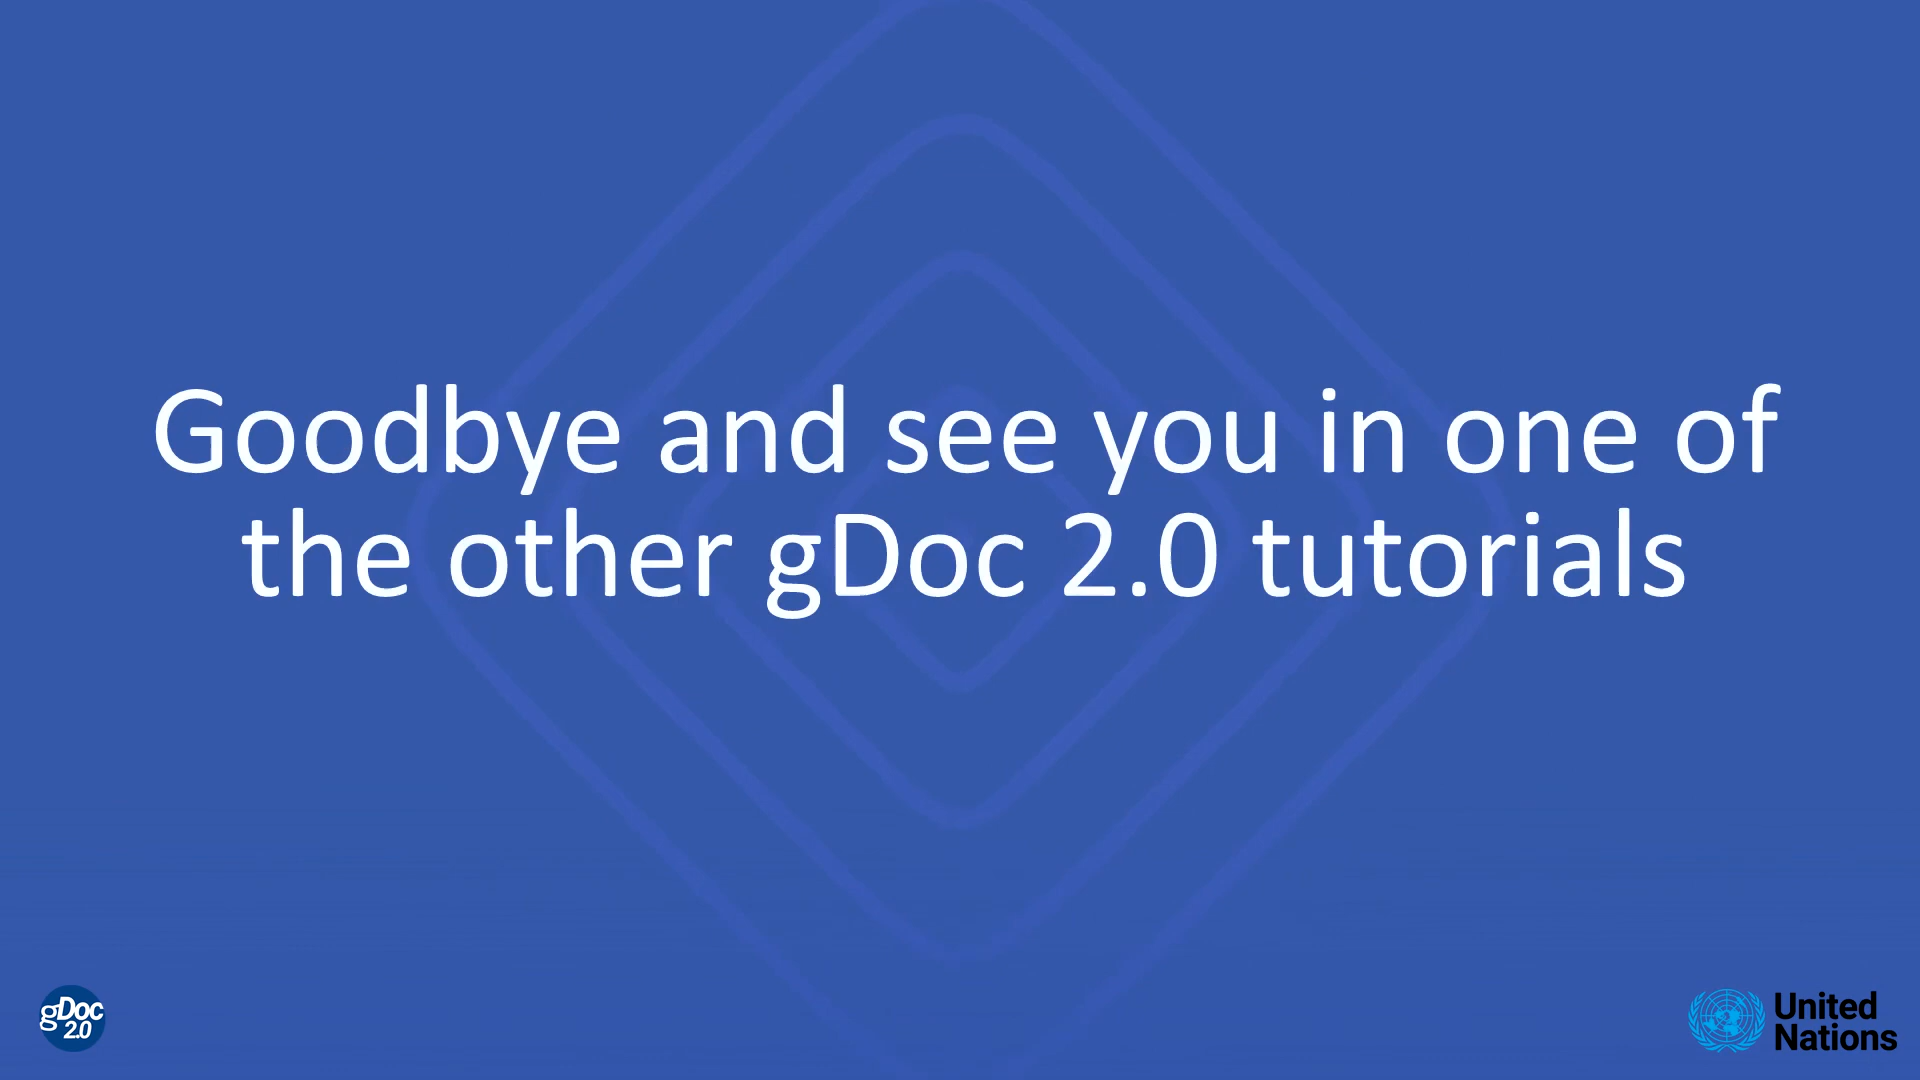 Goodbye and see you in one of
the other gDoc 2.0 tutorials
gDoc
2.0
United
Nations